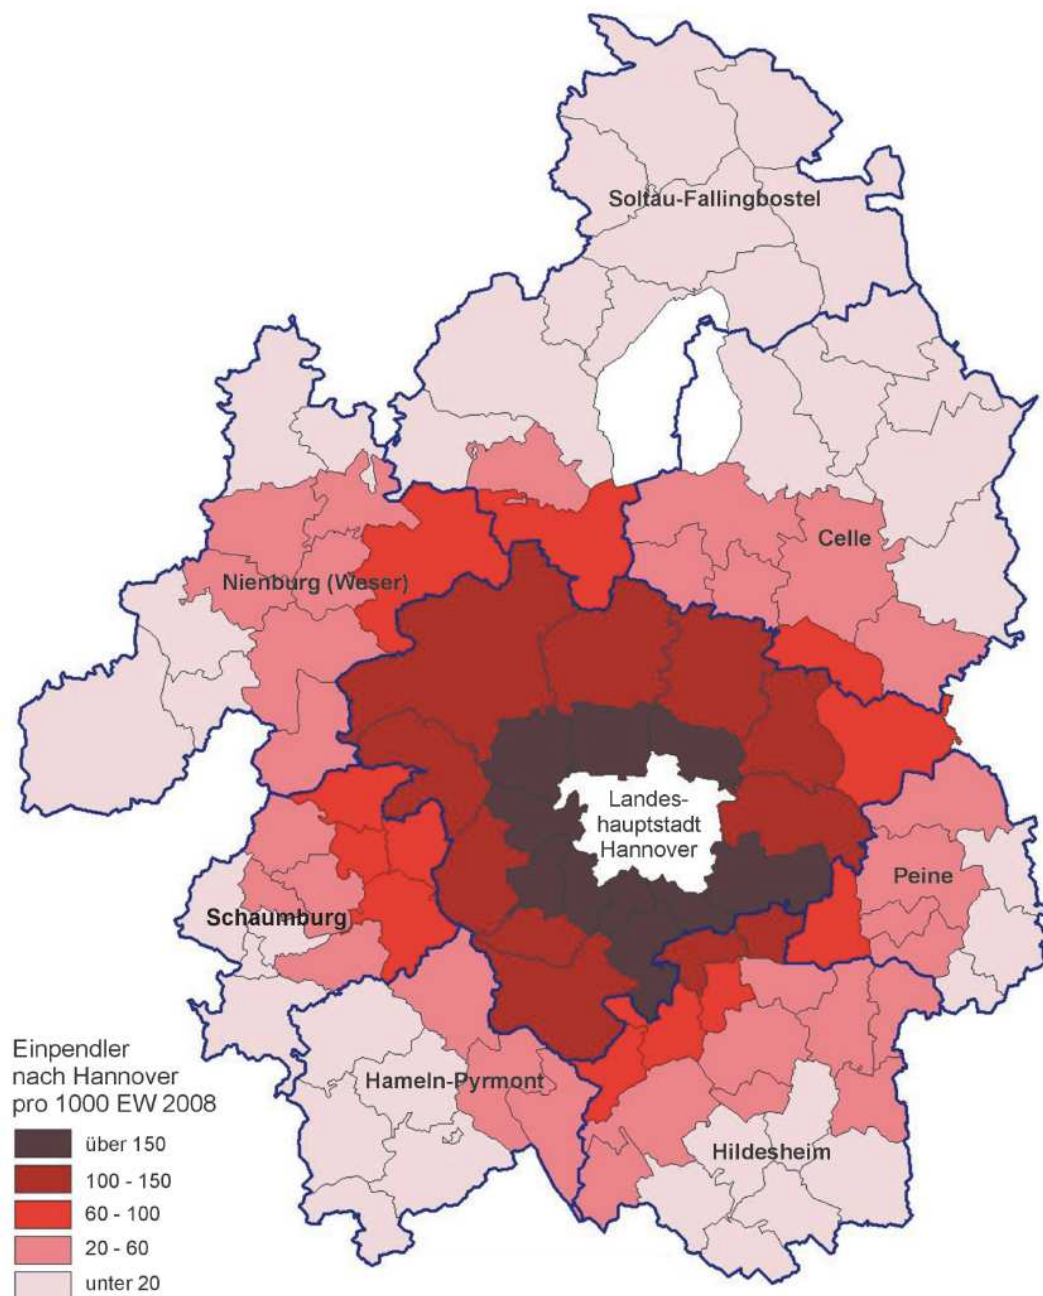 Soltau-Fallingbostel
Celle
Nienburg (Weser)
Landes-
hauptstadt
Hannover
Peine
Schaumburg
Hameln-Pyrmont
Hildesheim
Einpendler
nach Hannover
pro 1000 EW 2008
über 150
100 - 150
60 - 100
20 - 60
unter 20